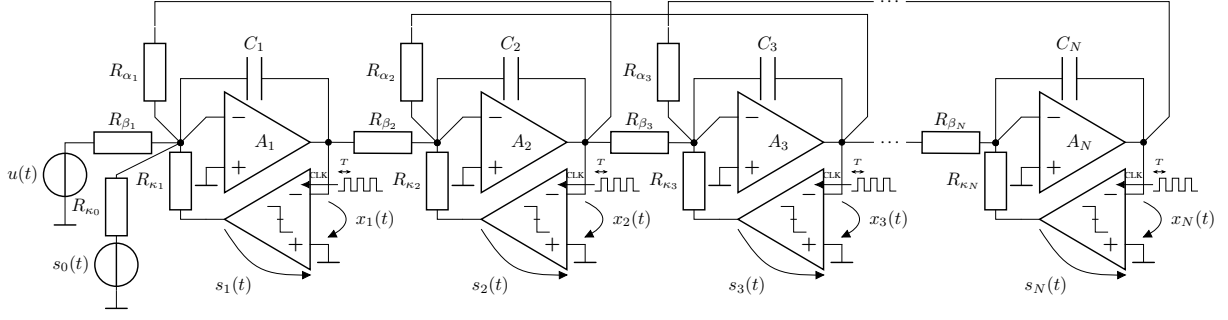 ...
C_1 C_2 C_3 C_N
R_{α_1} R_{α_2} R_{α_3}
R_{β_1} R_{β_2} R_{β_3} R_{β_N}
− − − −
A_1 A_2 A_3 ... A_N
+ + + +
u(t) R_{κ_1} R_{κ_2} R_{κ_3} R_{κ_N}
T T T T
CLK CLK CLK CLK
R_{κ_0}
− − − −
x_1(t) x_2(t) x_3(t) x_N(t)
+ + + +
s_0(t) s_1(t) s_2(t) s_3(t) s_N(t)